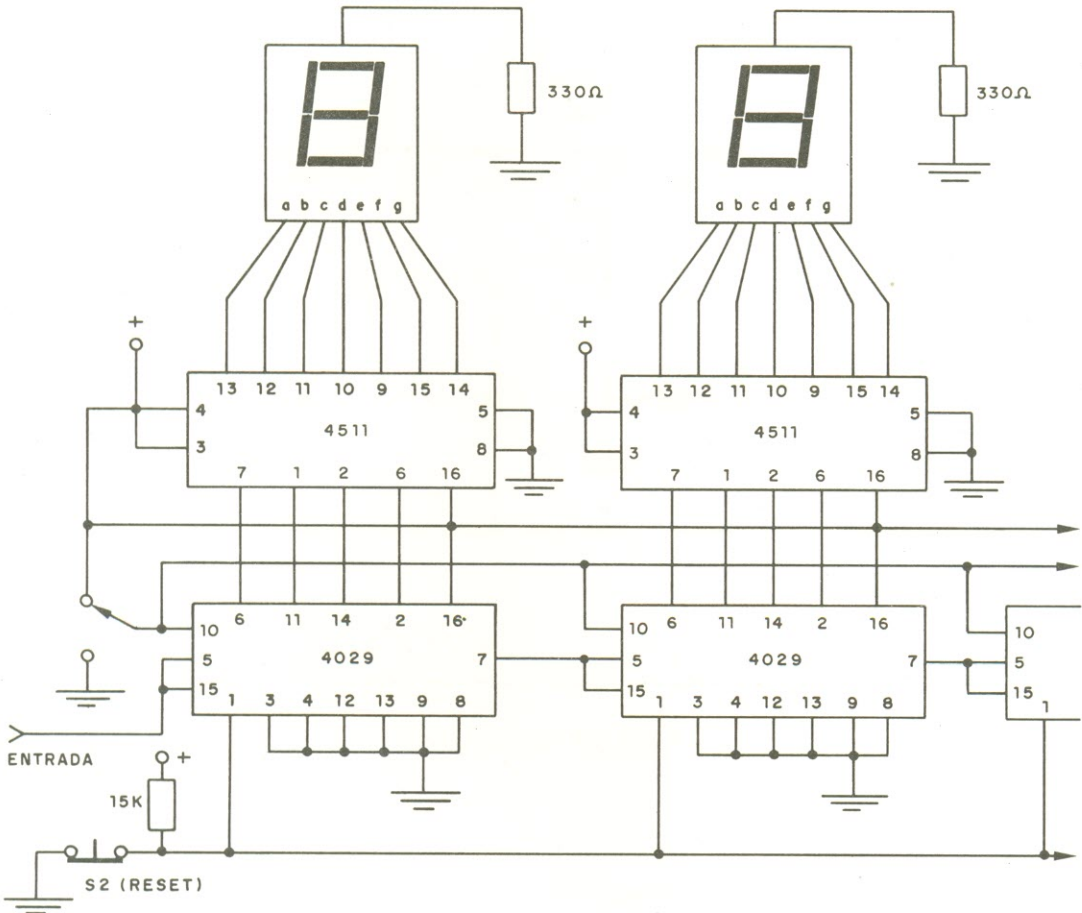 330Ω 330Ω
a b c d e f g a b c d e f g
+ +
13 12 11 10 9 15 14 13 12 11 10 9 15 14
4 5 4 5
4511 4511
3 8 3 8
7 1 2 6 16 7 1 2 6 16
6 11 14 2 16 6 11 14 2 16
10 10 10
5 4029 7 5 4029 7 5
15 15 15
1 3 4 12 13 9 8 1 3 4 12 13 9 8 1
ENTRADA
+
15K
S2 (RESET)